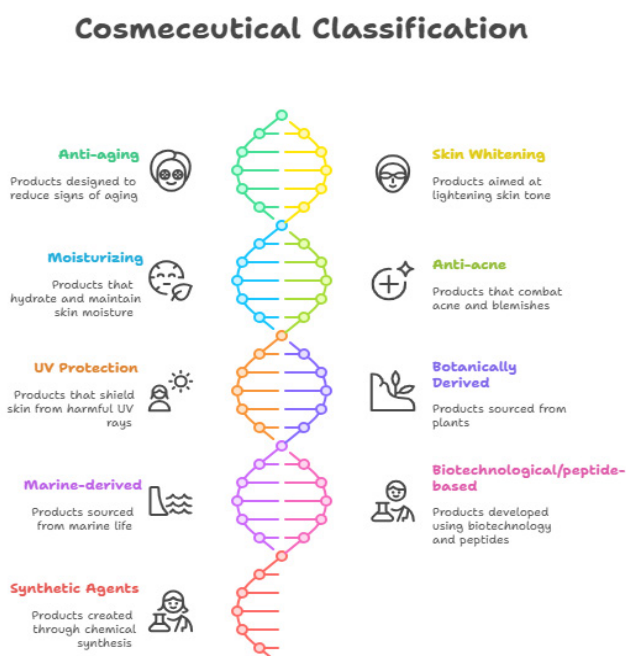 Cosmeceutical Classification
Anti-aging
Products designed to
reduce signs of aging
Skin Whitening
Products aimed at
lightening skin tone
Moisturizing
Products that
hydrate and maintain
skin moisture
Anti-acne
Products that combat
acne and blemishes
UV Protection
Products that shield
skin from harmful UV
rays
Botanically
Derived
Products sourced from
plants
Marine-derived
Products sourced
from marine life
Biotechnological/peptide-
based
Products developed
using biotechnology
and peptides
Synthetic Agents
Products created
through chemical
synthesis